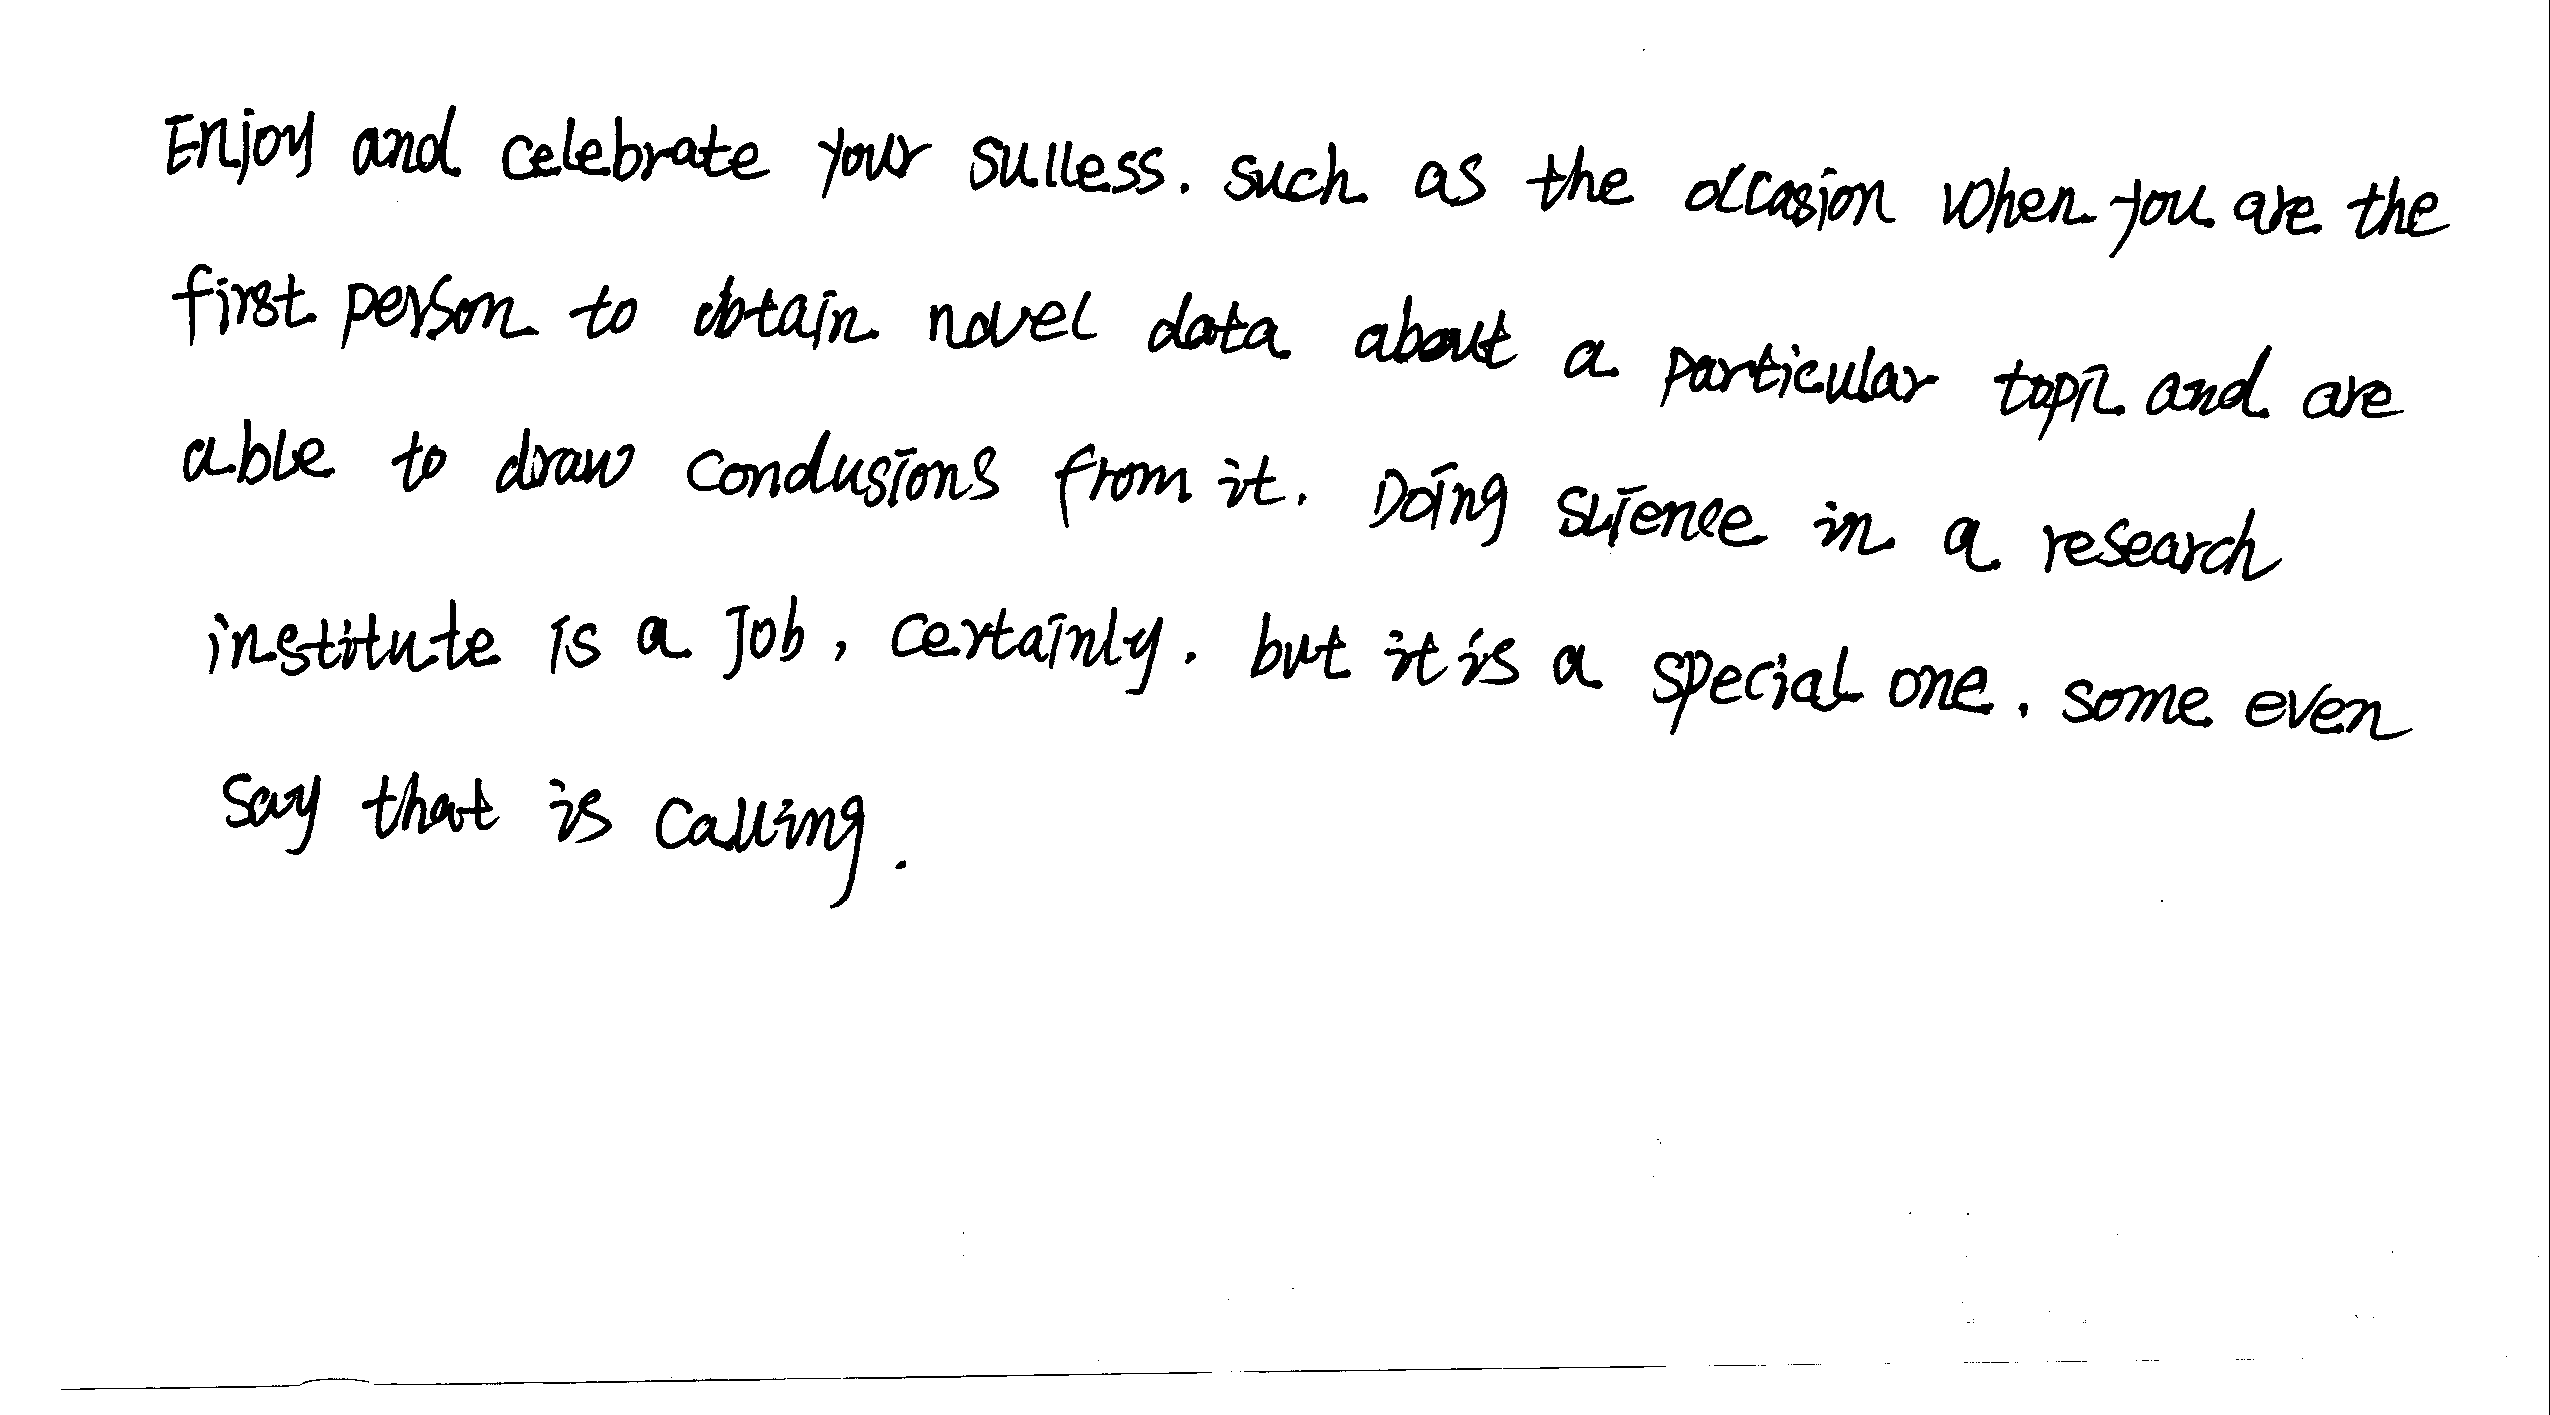 Enjoy and celebrate your success. such as the occasion when you are the
first person to obtain novel data about a particular topic and are
able to draw conclusions from it. Doing science in a research
institute is a Job, certainly. but it is a special one. some even
say that is calling.